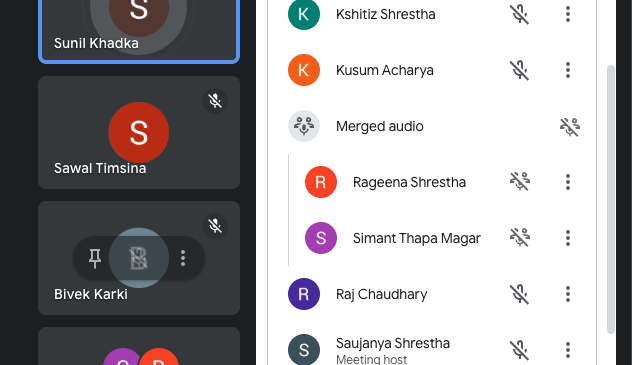 S
Sunil Khadka
S
Sawal Timsina
B
Bivek Karki
S R
K
Kshitiz Shrestha
K
Kusum Acharya
Merged audio
R
Rageena Shrestha
S
Simant Thapa Magar
R
Raj Chaudhary
S
Saujanya Shrestha
Meeting host